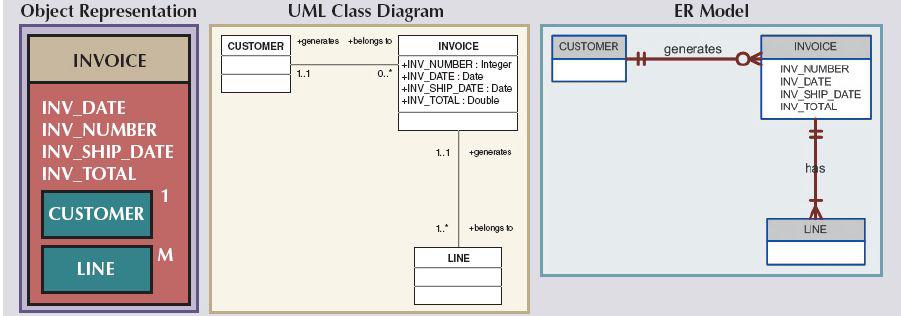 Object Representation
INVOICE
INV_DATE
INV_NUMBER
INV_SHIP_DATE
INV_TOTAL
CUSTOMER
1
LINE
M
UML Class Diagram
CUSTOMER
+generates
+belongs to
1..1
0..*
INVOICE
+INV_NUMBER : Integer
+INV_DATE : Date
+INV_SHIP_DATE : Date
+INV_TOTAL : Double
1..1
+generates
1..*
+belongs to
LINE
ER Model
CUSTOMER
generates
INVOICE
INV_NUMBER
INV_DATE
INV_SHIP_DATE
INV_TOTAL
has
LINE